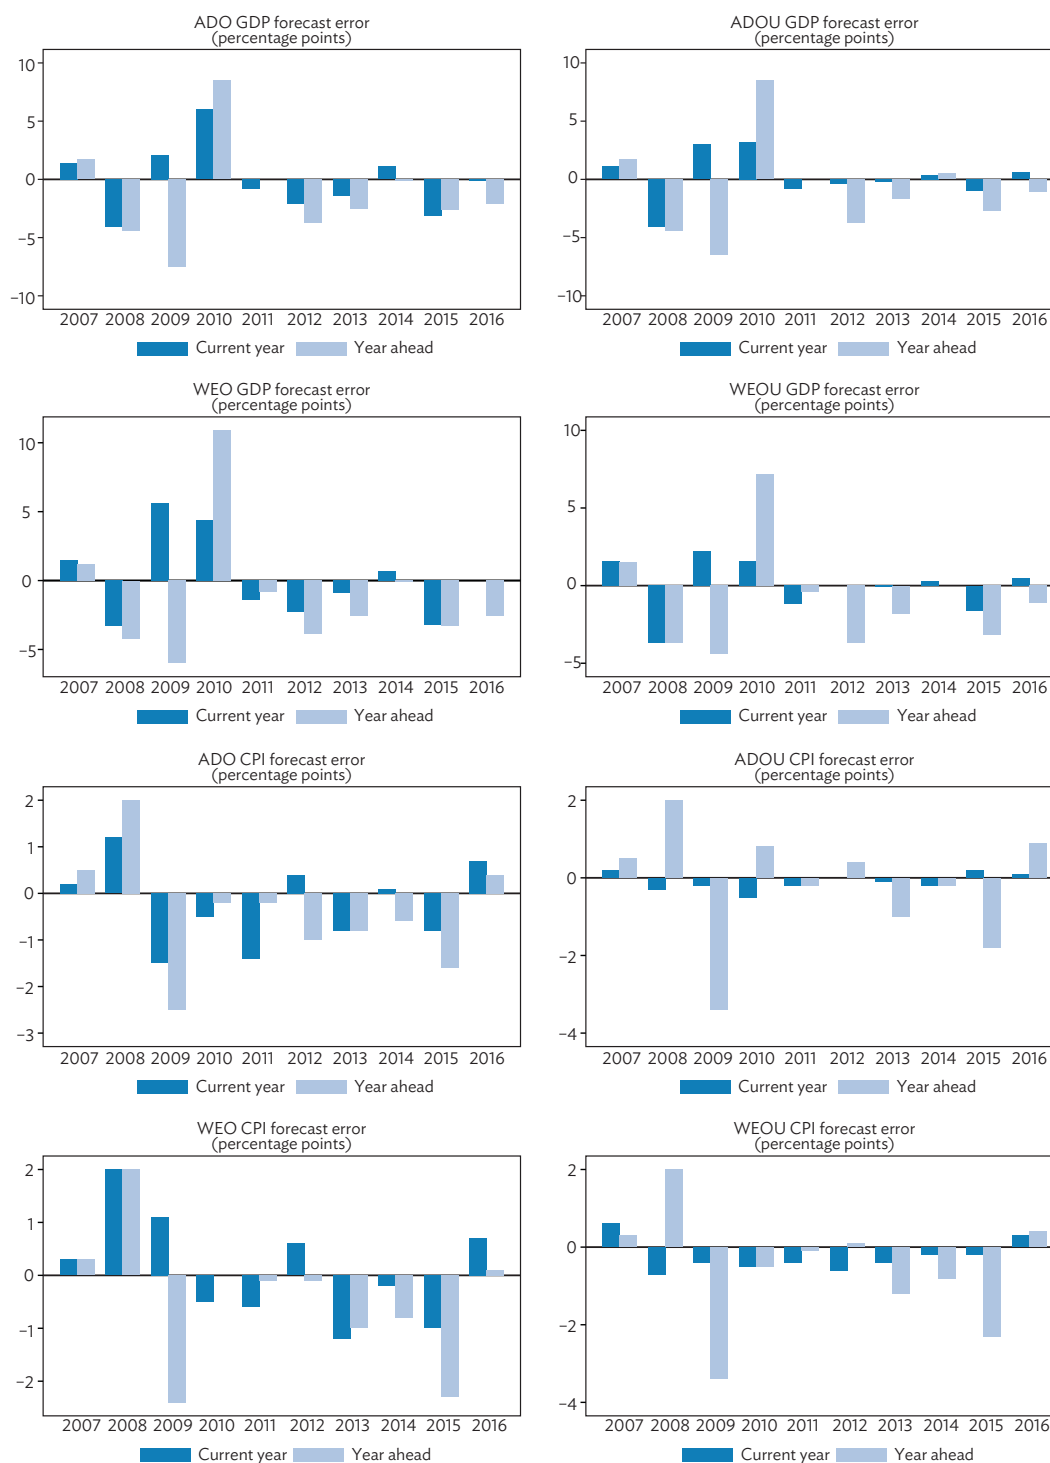 ADO GDP forecast error
(percentage points)
10
5
0
−5
−10
2007 2008 2009 2010 2011 2012 2013 2014 2015 2016
Current year Year ahead
ADOU GDP forecast error
(percentage points)
10
5
0
−5
−10
2007 2008 2009 2010 2011 2012 2013 2014 2015 2016
Current year Year ahead
WEO GDP forecast error
(percentage points)
10
5
0
−5
2007 2008 2009 2010 2011 2012 2013 2014 2015 2016
Current year Year ahead
WEOU GDP forecast error
(percentage points)
10
5
0
−5
2007 2008 2009 2010 2011 2012 2013 2014 2015 2016
Current year Year ahead
ADO CPI forecast error
(percentage points)
2
1
0
−1
−2
−3
2007 2008 2009 2010 2011 2012 2013 2014 2015 2016
Current year Year ahead
ADOU CPI forecast error
(percentage points)
2
0
−2
−4
2007 2008 2009 2010 2011 2012 2013 2014 2015 2016
Current year Year ahead
WEO CPI forecast error
(percentage points)
2
1
0
−1
−2
2007 2008 2009 2010 2011 2012 2013 2014 2015 2016
Current year Year ahead
WEOU CPI forecast error
(percentage points)
2
0
−2
−4
2007 2008 2009 2010 2011 2012 2013 2014 2015 2016
Current year Year ahead